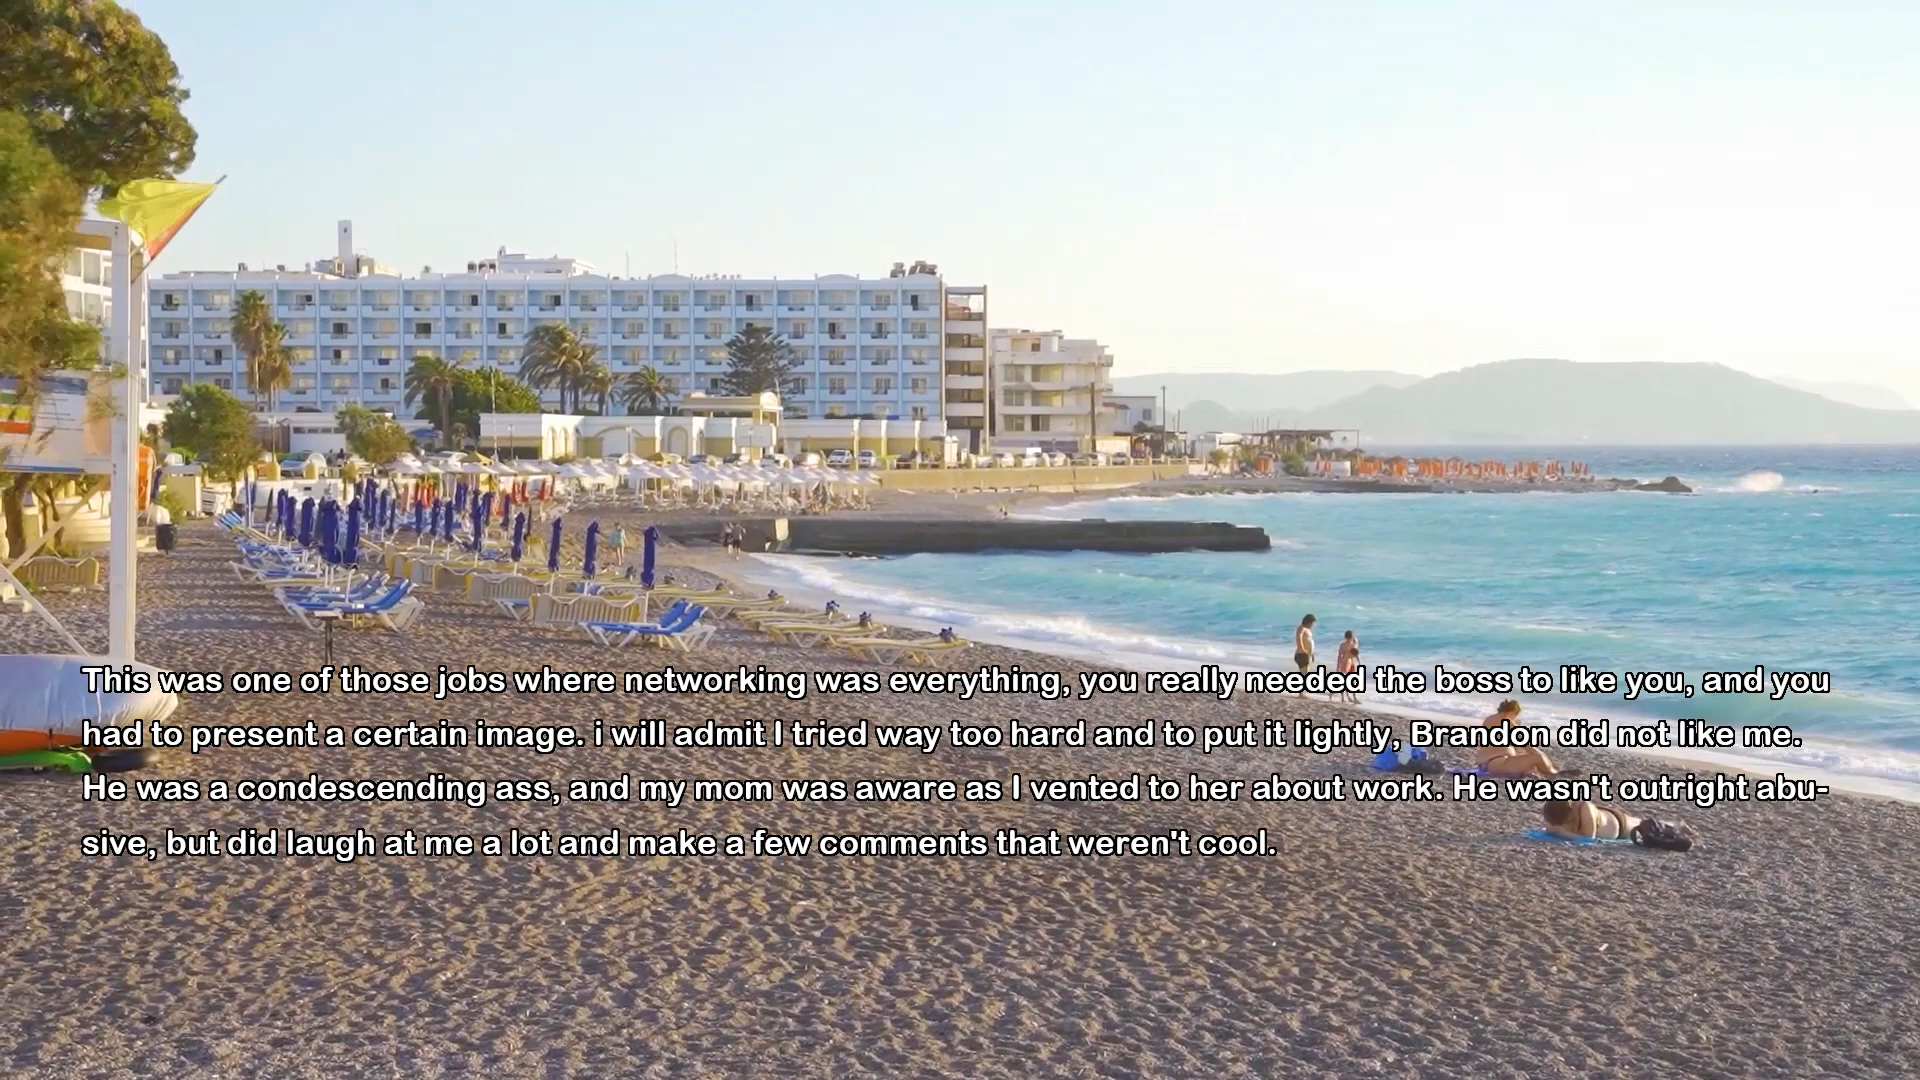 This was one of those jobs where networking was everything, you really needed the boss to like you, and you
had to present a certain image. i will admit I tried way too hard and to put it lightly, Brandon did not like me.
He was a condescending ass, and my mom was aware as I vented to her about work. He wasn't outright abu-
sive, but did laugh at me a lot and make a few comments that weren't cool.